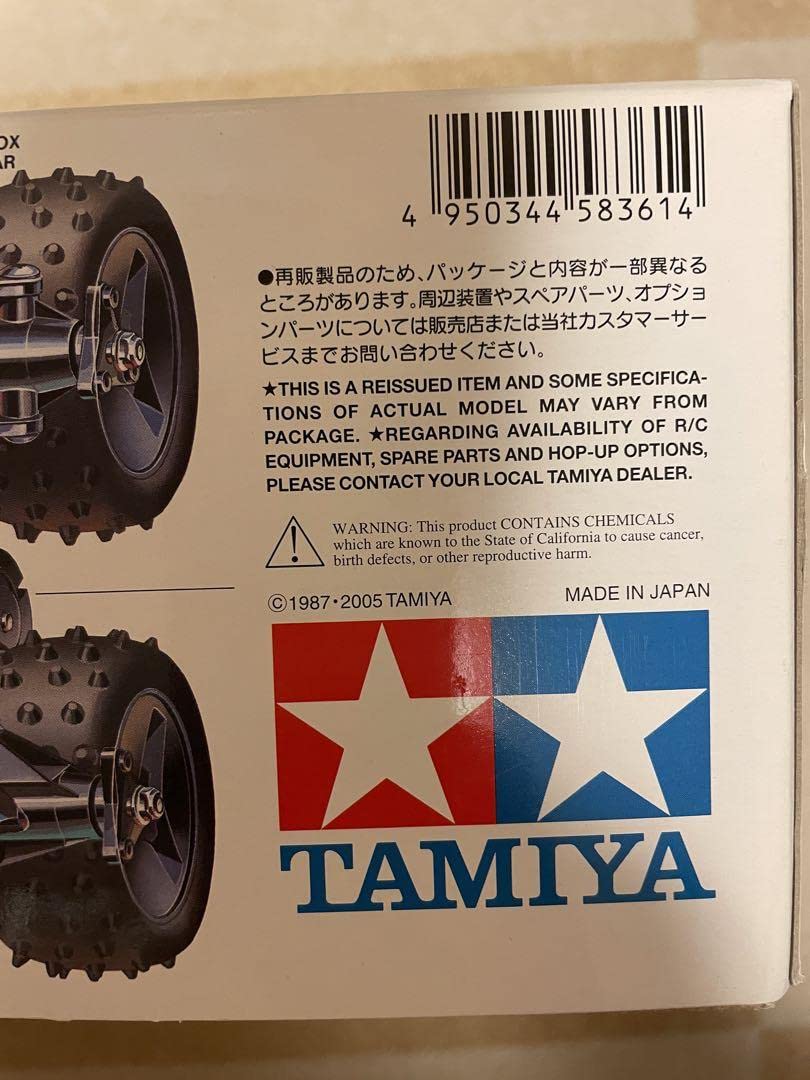 OX
AR
4 950344 583614
●再販製品のため、パッケージと内容が一部異なる
ところがあります。周辺装置やスペアパーツ、オプショ
ンパーツについては販売店または当社カスタマーサー
ビスまでお問い合わせください。
★THIS IS A REISSUED ITEM AND SOME SPECIFICA-
TIONS OF ACTUAL MODEL MAY VARY FROM
PACKAGE. ★REGARDING AVAILABILITY OF R/C
EQUIPMENT, SPARE PARTS AND HOP-UP OPTIONS,
PLEASE CONTACT YOUR LOCAL TAMIYA DEALER.
WARNING: This product CONTAINS CHEMICALS
which are known to the State of California to cause cancer,
birth defects, or other reproductive harm.
©1987・2005 TAMIYA
MADE IN JAPAN
TAMIYA